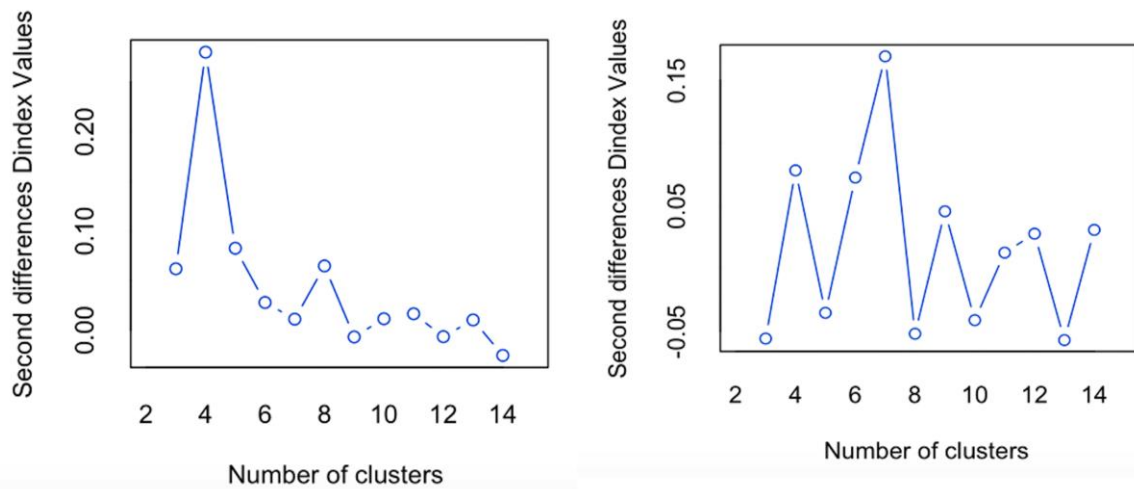 Second differences Dindex Values
0.20
0.10
0.00
2 4 6 8 10 12 14
Number of clusters
Second differences Dindex Values
0.15
0.05
-0.05
2 4 6 8 10 12 14
Number of clusters